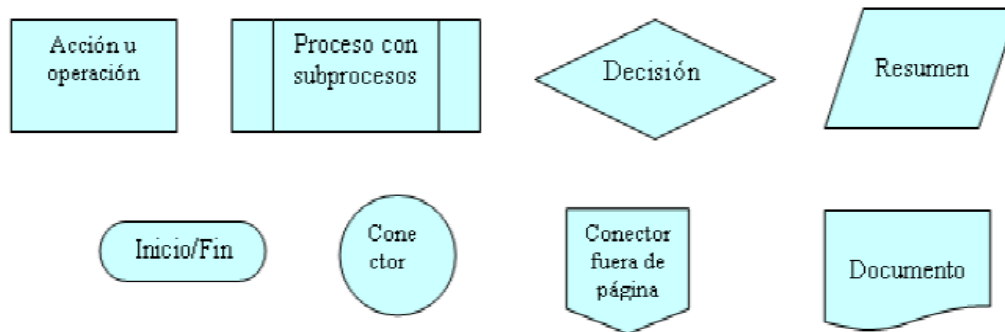 Acción u
operación
Proceso con
subprocesos
Decisión
Resumen
Inicio/Fin
Cone
ctor
Conector
fuera de
página
Documento